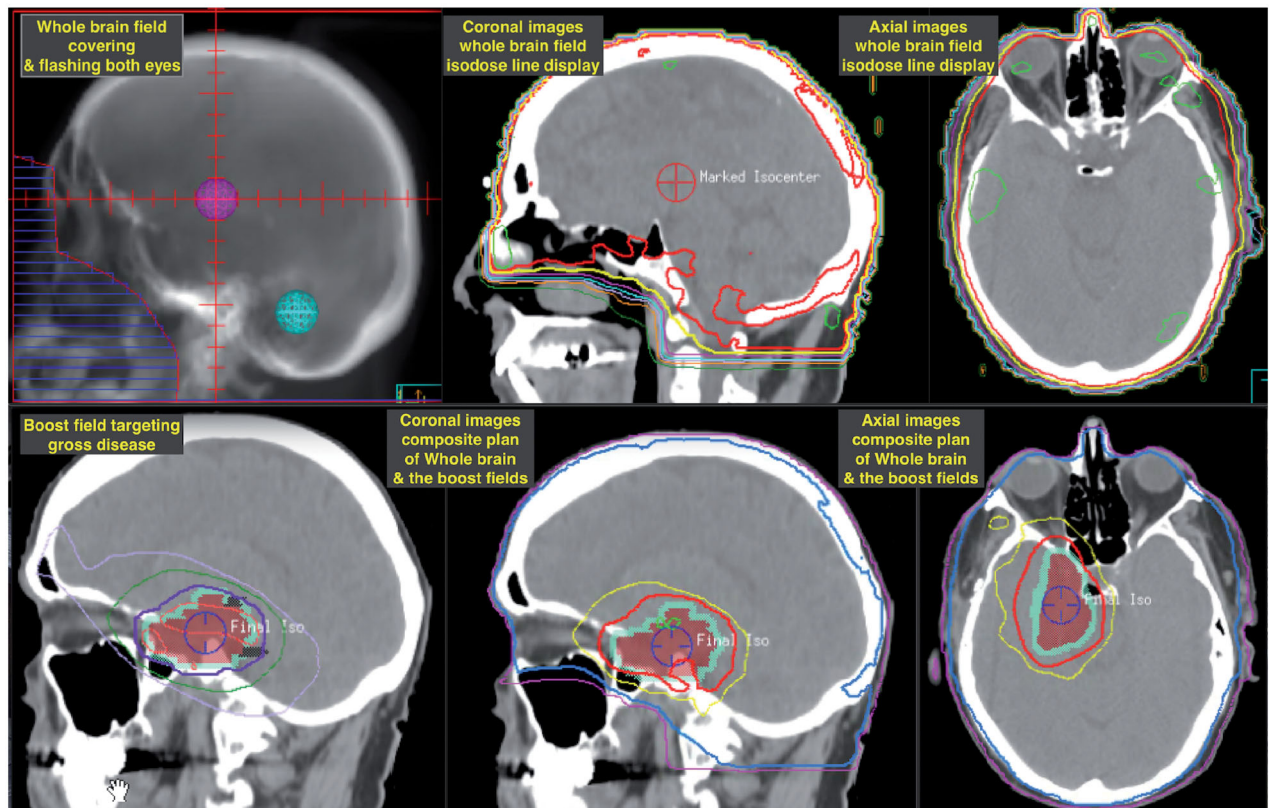 Whole brain field
covering
& flashing both eyes
Coronal images
whole brain field
isodose line display
Axial images
whole brain field
isodose line display
Marked Isocenter
Boost field targeting
gross disease
Coronal images
composite plan
of Whole brain
& the boost fields
Axial images
composite plan
of Whole brain
& the boost fields
Final Iso
Final Iso
Final Iso